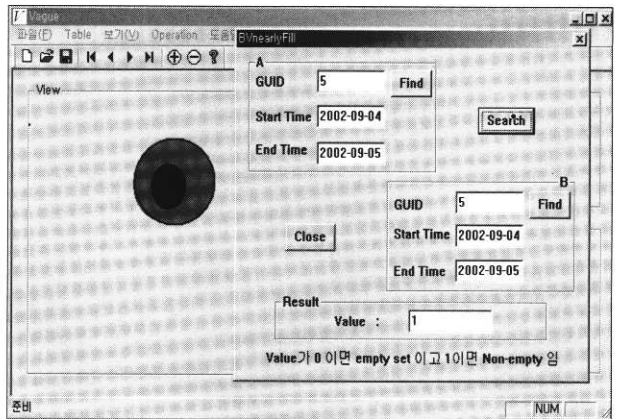 Vague
파일(F) Table 보기(V) Operation 도움말
BVnearlyFill
View
A
GUID 5 Find
Start Time 2002-09-04
End Time 2002-09-05
Search
B
GUID 5 Find
Start Time 2002-09-04
End Time 2002-09-05
Close
Result
Value : 1
Value가 0 이면 empty set 이고 1이면 Non-empty 임
준비
NUM